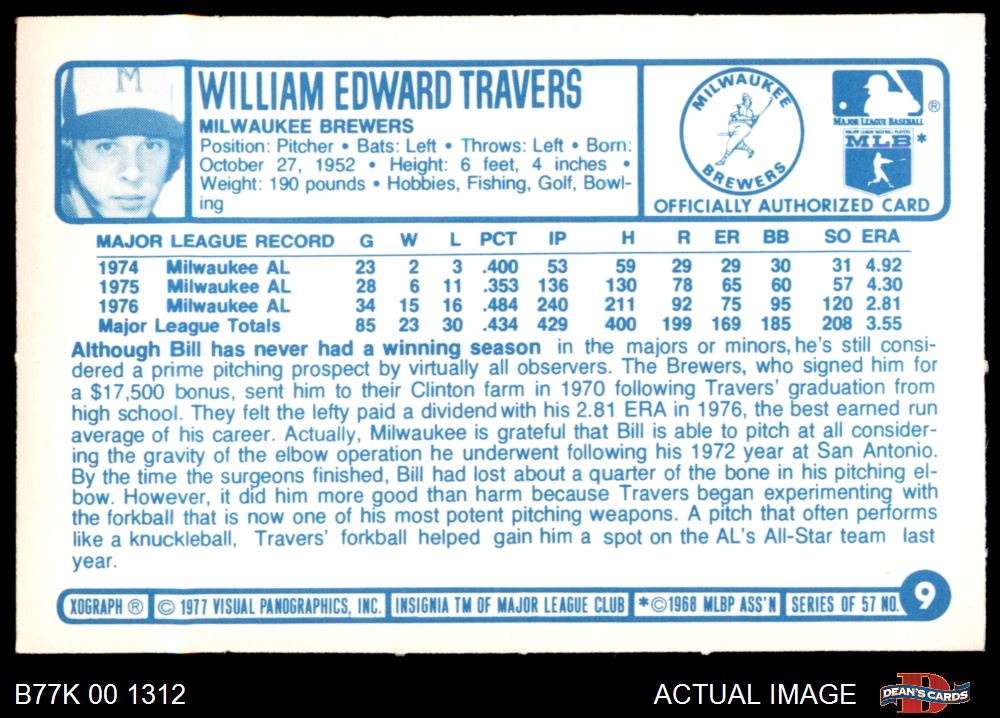 M
WILLIAM EDWARD TRAVERS
MILWAUKEE BREWERS
Position: Pitcher • Bats: Left • Throws: Left • Born:
October 27, 1952 • Height: 6 feet, 4 inches •
Weight: 190 pounds • Hobbies, Fishing, Golf, Bowl-
ing
MILWAUKEE
BREWERS
®
MAJOR LEAGUE BASEBALL
MAJOR LEAGUE BASEBALL PLAYERS
MLB *
OFFICIALLY AUTHORIZED CARD
MAJOR LEAGUE RECORD G W L PCT IP H R ER BB SO ERA
1974 Milwaukee AL 23 2 3 .400 53 59 29 29 30 31 4.92
1975 Milwaukee AL 28 6 11 .353 136 130 78 65 60 57 4.30
1976 Milwaukee AL 34 15 16 .484 240 211 92 75 95 120 2.81
Major League Totals 85 23 30 .434 429 400 199 169 185 208 3.55
Although Bill has never had a winning season in the majors or minors, he's still consi-
dered a prime pitching prospect by virtually all observers. The Brewers, who signed him for
a $17,500 bonus, sent him to their Clinton farm in 1970 following Travers' graduation from
high school. They felt the lefty paid a dividend with his 2.81 ERA in 1976, the best earned run
average of his career. Actually, Milwaukee is grateful that Bill is able to pitch at all consider-
ing the gravity of the elbow operation he underwent following his 1972 year at San Antonio.
By the time the surgeons finished, Bill had lost about a quarter of the bone in his pitching el-
bow. However, it did him more good than harm because Travers began experimenting with
the forkball that is now one of his most potent pitching weapons. A pitch that often performs
like a knuckleball, Travers' forkball helped gain him a spot on the AL's All-Star team last
year.
XOGRAPH ® © 1977 VISUAL PANOGRAPHICS, INC. INSIGNIA TM OF MAJOR LEAGUE CLUB *©1968 MLBP ASS'N SERIES OF 57 NO. 9
B77K 00 1312
ACTUAL IMAGE
DEAN'S CARDS